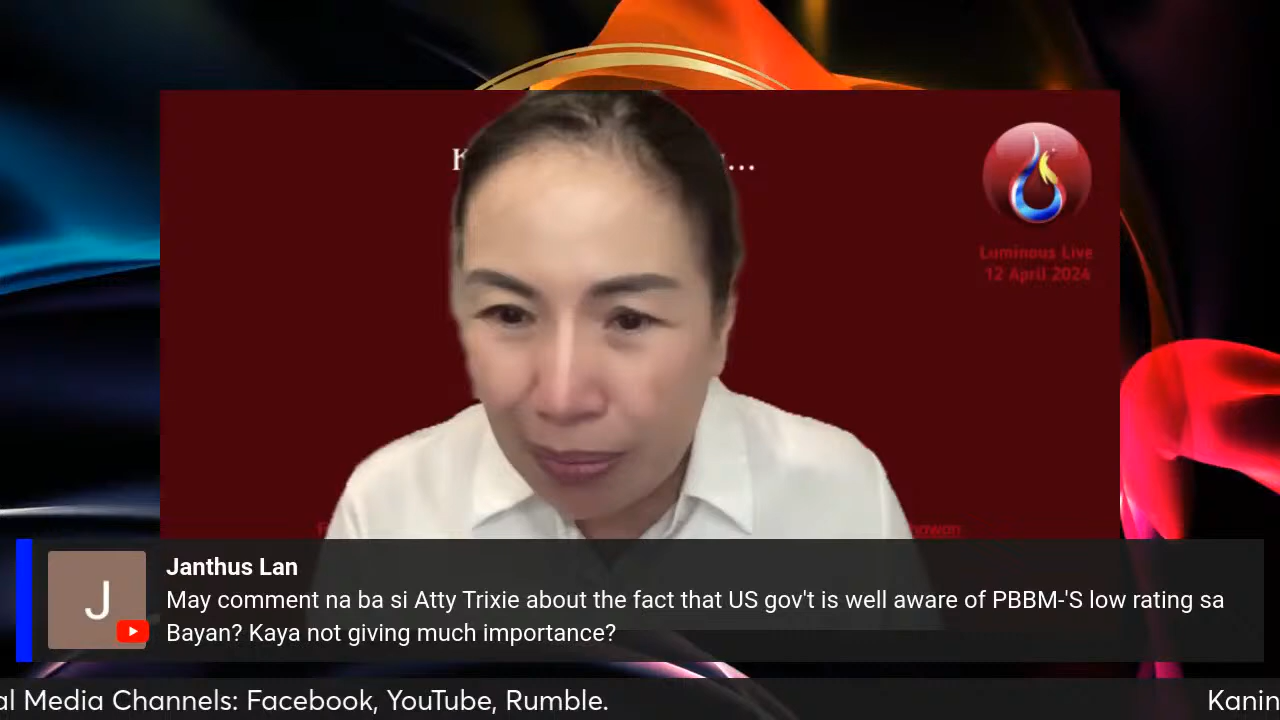 Luminous Live
12 April 2024
J
Janthus Lan
May comment na ba si Atty Trixie about the fact that US gov't is well aware of PBBM-'S low rating sa
Bayan? Kaya not giving much importance?
al Media Channels: Facebook, YouTube, Rumble.
Kanin